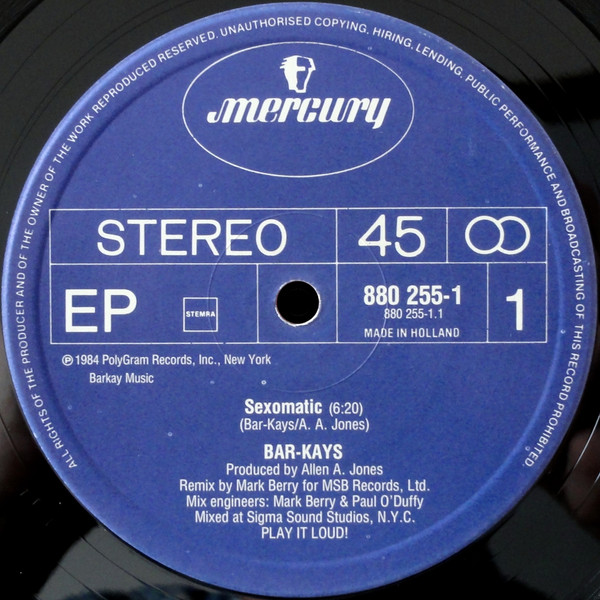 ALL RIGHTS OF THE PRODUCER AND OF THE OWNER OF THE WORK REPRODUCED RESERVED. UNAUTHORISED COPYING, HIRING, LENDING, PUBLIC PERFORMANCE AND BROADCASTING OF THIS RECORD PROHIBITED.
mercury
STEREO 45
EP STEMRA 880 255-1 1
880 255-1.1
MADE IN HOLLAND
℗ 1984 PolyGram Records, Inc., New York
Barkay Music
Sexomatic (6:20)
(Bar-Kays/A. A. Jones)
BAR-KAYS
Produced by Allen A. Jones
Remix by Mark Berry for MSB Records, Ltd.
Mix engineers: Mark Berry & Paul O'Duffy
Mixed at Sigma Sound Studios, N.Y.C.
PLAY IT LOUD!